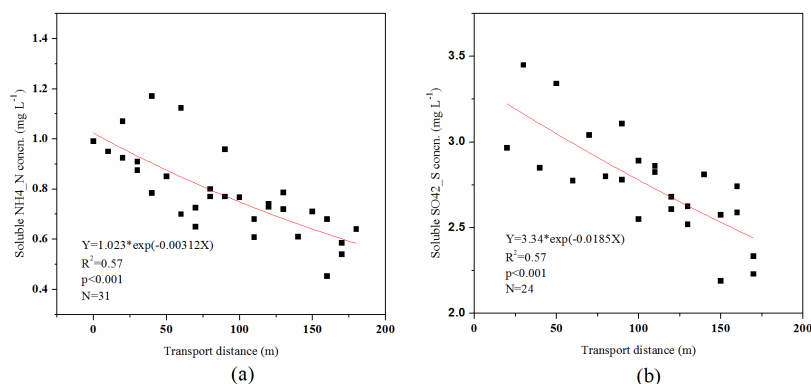 1.4
1.2
1.0
0.8
0.6
0.4
Soluble NH4_N concn. (mg L-1)
Y=1.023*exp(-0.00312X)
R2=0.57
p<0.001
N=31
0
50
100
150
200
Transport distance (m)
(a)
3.5
3.0
2.5
2.0
Soluble SO42_S concn. (mg L-1)
Y=3.34*exp(-0.0185X)
R2=0.57
p<0.001
N=24
0
50
100
150
200
Transport distance (m)
(b)